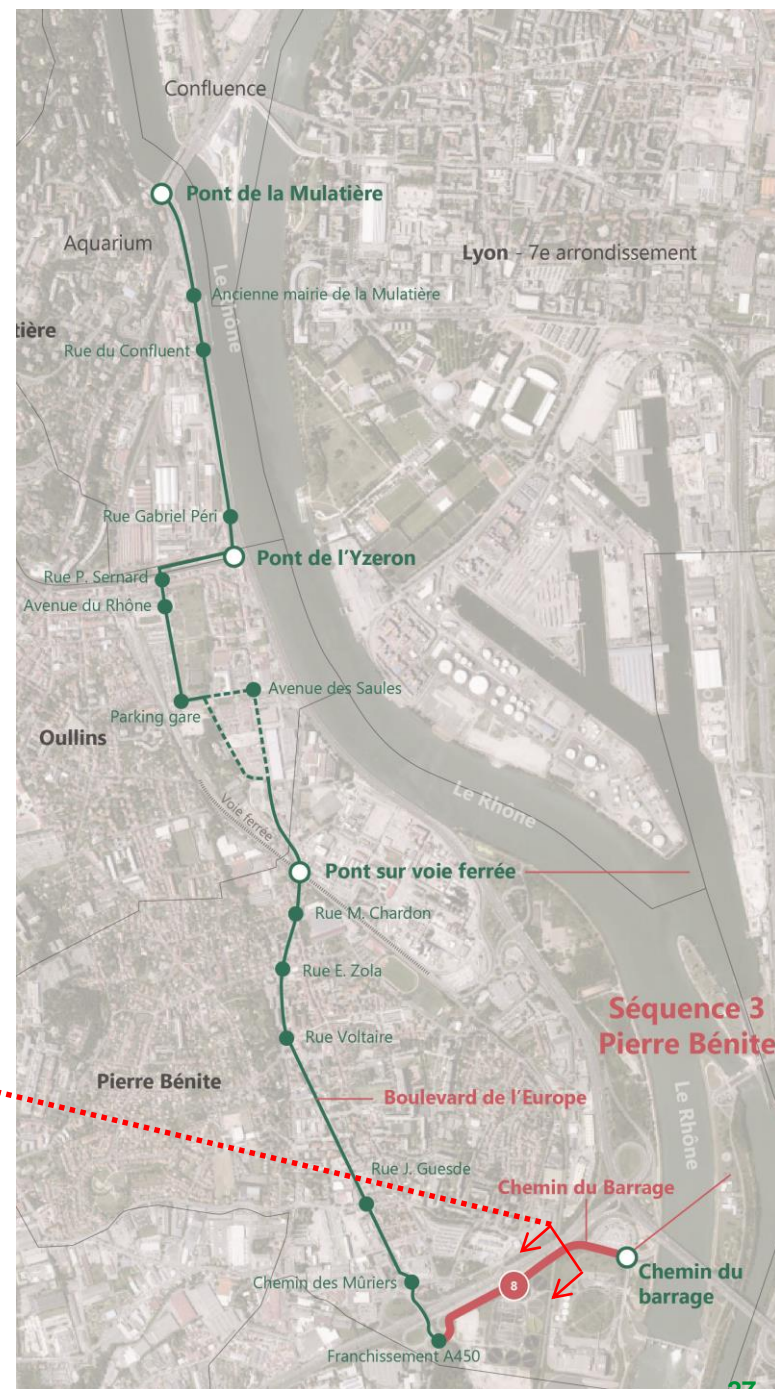 Confluence
Pont de la Mulatière
Aquarium
Lyon - 7e arrondissement
Le Rhône
Ancienne mairie de la Mulatière
tière
Rue du Confluent
Rue Gabriel Péri
Pont de l'Yzeron
Rue P. Sernard
Avenue du Rhône
Avenue des Saules
Parking gare
Oullins
Voie ferrée
Le Rhône
Pont sur voie ferrée
Rue M. Chardon
Rue E. Zola
Séquence 3
Pierre Bénite
Rue Voltaire
Pierre Bénite
Boulevard de l'Europe
Le Rhône
Rue J. Guesde
Chemin du Barrage
Chemin du
barrage
Chemin des Mûriers
8
Franchissement A450
27